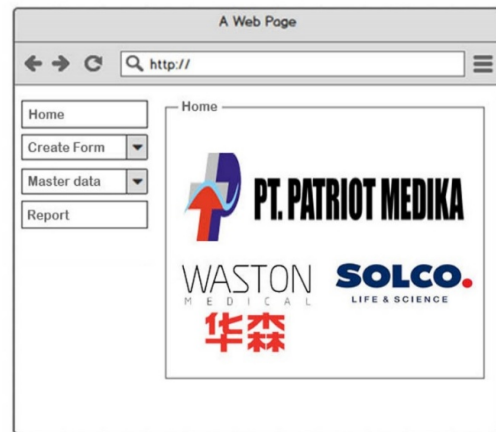 A Web Page
http://
Home
Create Form
Master data
Report
Home
PT. PATRIOT MEDIKA
WASTON
MEDICAL
华森
SOLCO.
LIFE & SCIENCE